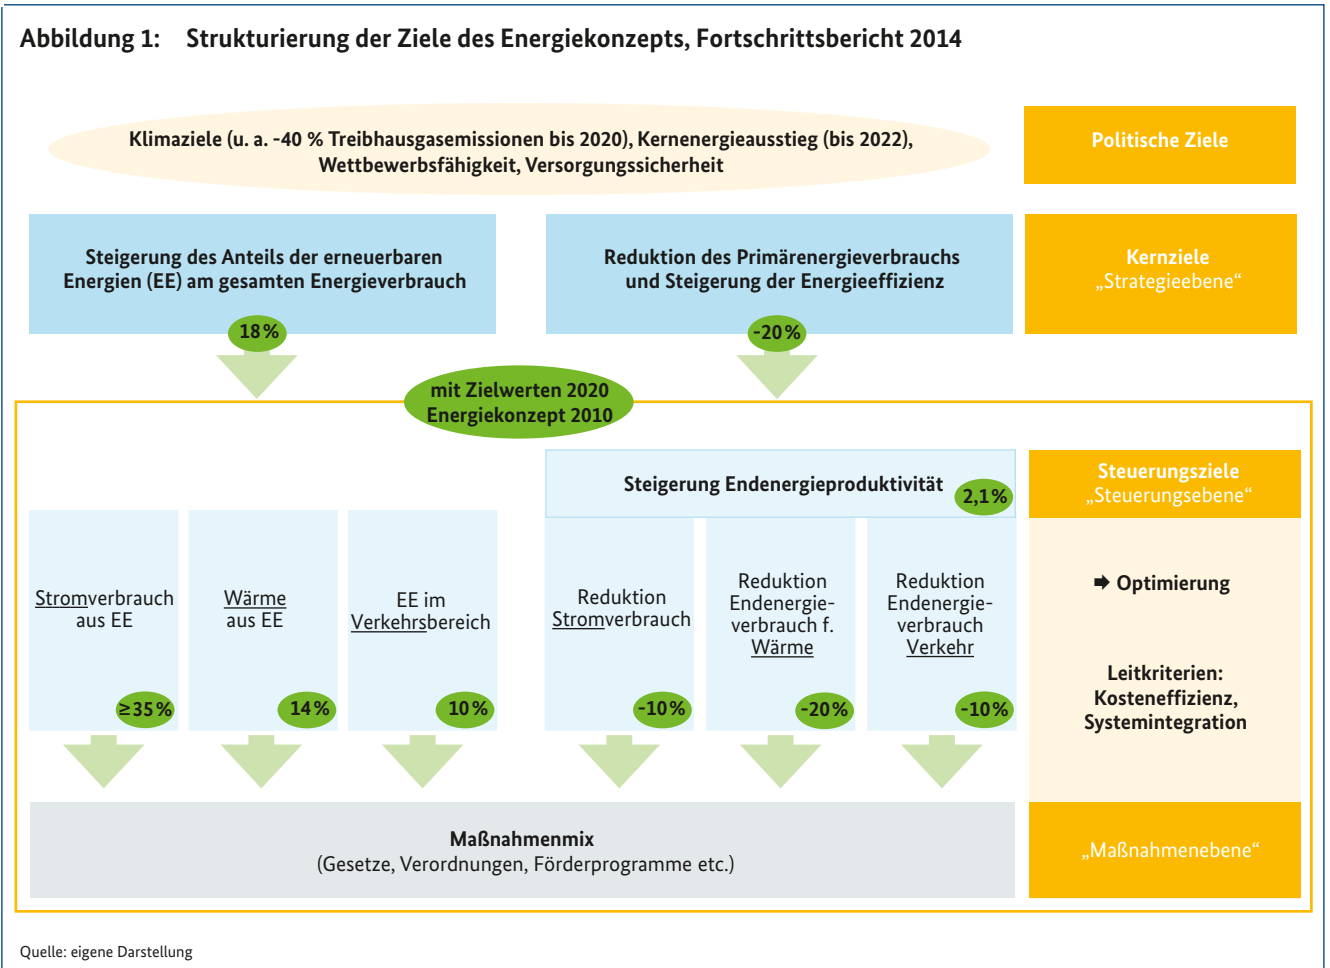 Abbildung 1: Strukturierung der Ziele des Energiekonzepts, Fortschrittsbericht 2014
Klimaziele (u. a. -40 % Treibhausgasemissionen bis 2020), Kernenergieausstieg (bis 2022),
Wettbewerbsfähigkeit, Versorgungssicherheit
Politische Ziele
Steigerung des Anteils der erneuerbaren
Energien (EE) am gesamten Energieverbrauch
18 %
Reduktion des Primärenergieverbrauchs
und Steigerung der Energieeffizienz
-20 %
Kernziele
„Strategieebene“
mit Zielwerten 2020
Energiekonzept 2010
Steigerung Endenergieproduktivität
2,1 %
Steuerungsziele
„Steuerungsebene“
Stromverbrauch
aus EE
≥35 %
Wärme
aus EE
14 %
EE im
Verkehrsbereich
10 %
Reduktion
Stromverbrauch
-10 %
Reduktion
Endenergie-
verbrauch f.
Wärme
-20 %
Reduktion
Endenergie-
verbrauch
Verkehr
-10 %
➡ Optimierung
Leitkriterien:
Kosteneffizienz,
Systemintegration
Maßnahmenmix
(Gesetze, Verordnungen, Förderprogramme etc.)
„Maßnahmenebene“
Quelle: eigene Darstellung